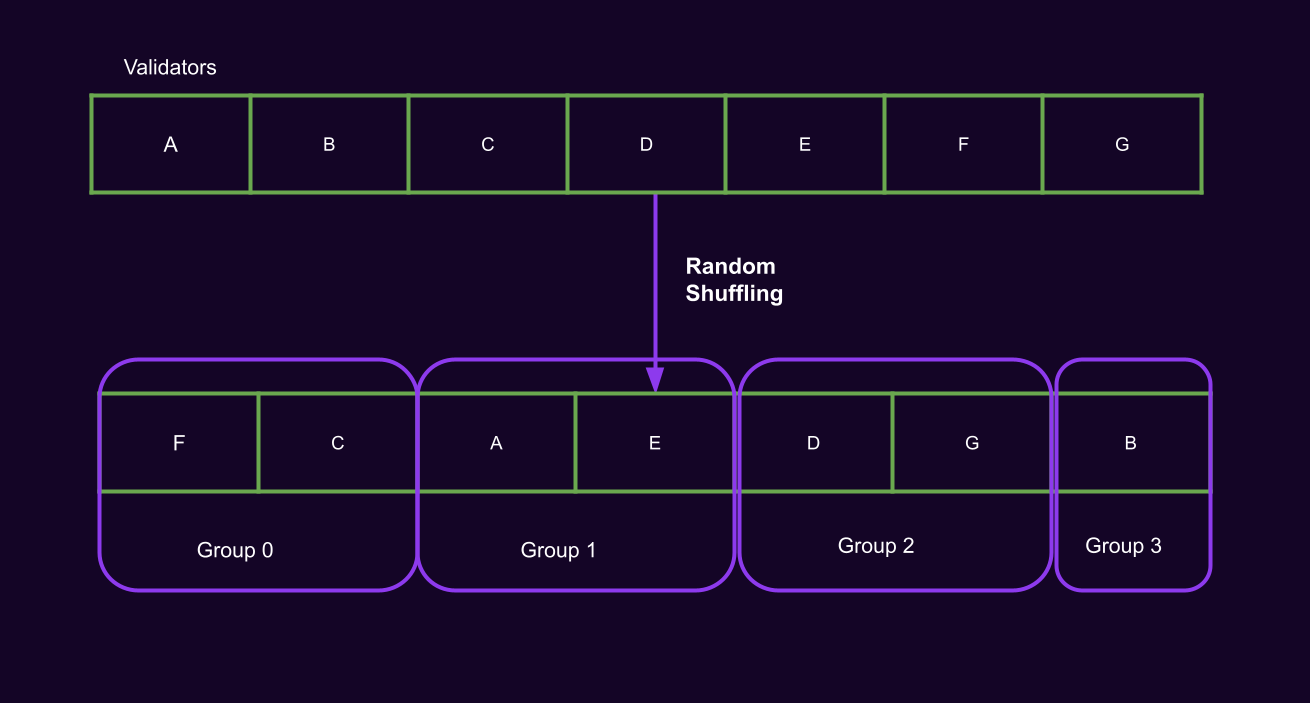 Validators
A B C D E F G
Random
Shuffling
F C A E D G B
Group 0 Group 1 Group 2 Group 3